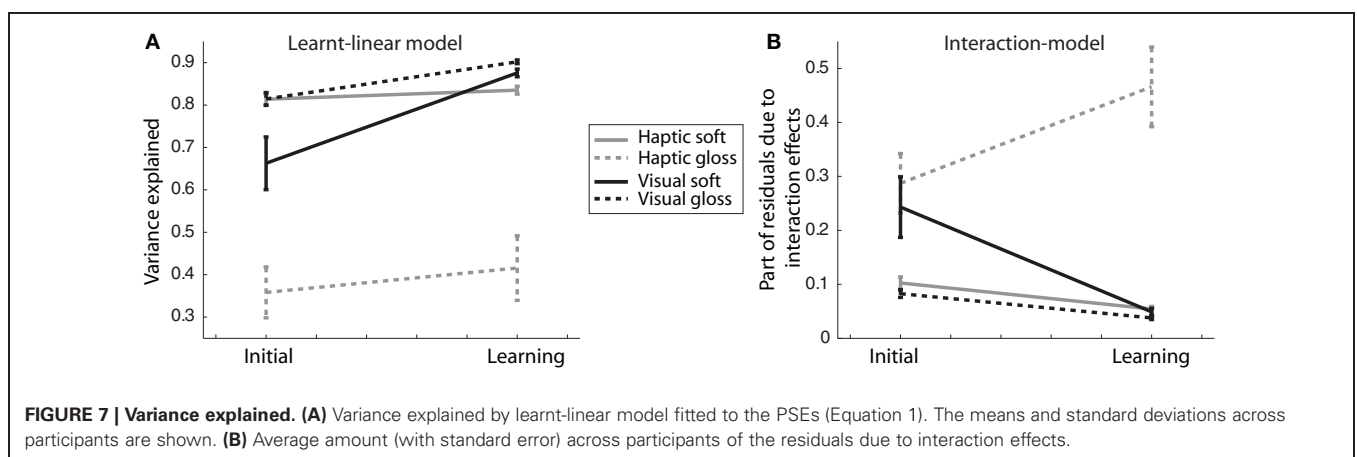 A
Learnt-linear model
Variance explained
0.9
0.8
0.7
0.6
0.5
0.4
0.3
Initial
Learning
Haptic soft
Haptic gloss
Visual soft
Visual gloss
B
Interaction-model
Part of residuals due to
interaction effects
0.5
0.4
0.3
0.2
0.1
0
Initial
Learning
FIGURE 7 | Variance explained. (A) Variance explained by learnt-linear model fitted to the PSEs (Equation 1). The means and standard deviations across
participants are shown. (B) Average amount (with standard error) across participants of the residuals due to interaction effects.